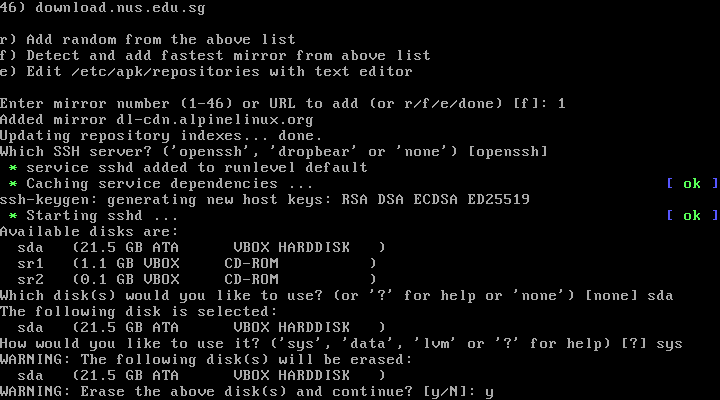 46) download.nus.edu.sg
r) Add random from the above list
f) Detect and add fastest mirror from above list
e) Edit /etc/apk/repositories with text editor
Enter mirror number (1-46) or URL to add (or r/f/e/done) [f]: 1
Added mirror dl-cdn.alpinelinux.org
Updating repository indexes... done.
Which SSH server? ('openssh', 'dropbear' or 'none') [openssh]
 * service sshd added to runlevel default
 * Caching service dependencies ... [ ok ]
ssh-keygen: generating new host keys: RSA DSA ECDSA ED25519
 * Starting sshd ... [ ok ]
Available disks are:
  sda   (21.5 GB ATA      VBOX HARDDISK   )
  sr1   (1.1 GB VBOX     CD-ROM          )
  sr2   (0.1 GB VBOX     CD-ROM          )
Which disk(s) would you like to use? (or '?' for help or 'none') [none] sda
The following disk is selected:
  sda   (21.5 GB ATA      VBOX HARDDISK   )
How would you like to use it? ('sys', 'data', 'lvm' or '?' for help) [?] sys
WARNING: The following disk(s) will be erased:
  sda   (21.5 GB ATA      VBOX HARDDISK   )
WARNING: Erase the above disk(s) and continue? [y/N]: y